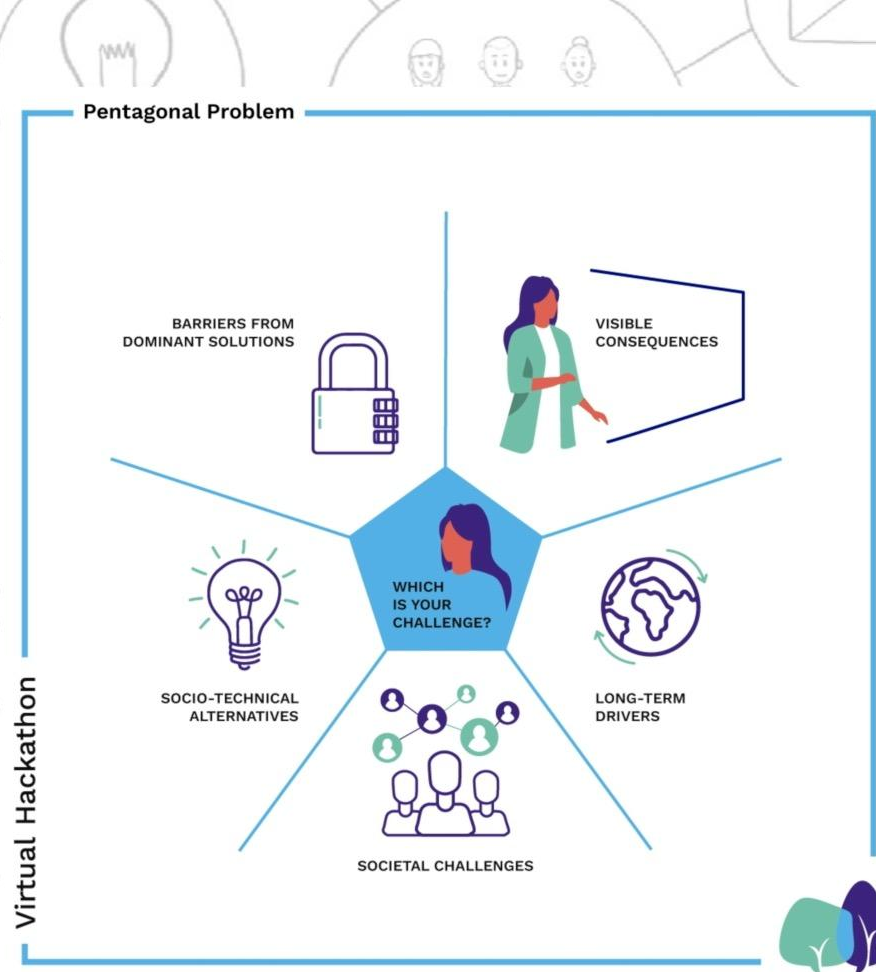 Pentagonal Problem
BARRIERS FROM
DOMINANT SOLUTIONS
VISIBLE
CONSEQUENCES
WHICH
IS YOUR
CHALLENGE?
SOCIO-TECHNICAL
ALTERNATIVES
LONG-TERM
DRIVERS
SOCIETAL CHALLENGES
Virtual Hackathon